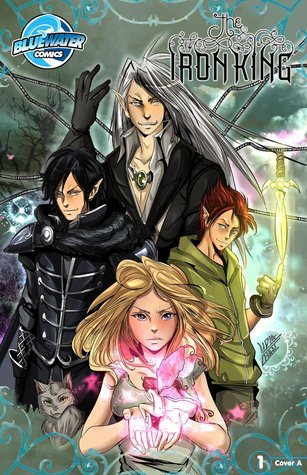 BLUEWATER
COMICS
The
IRON KING
1
Cover A